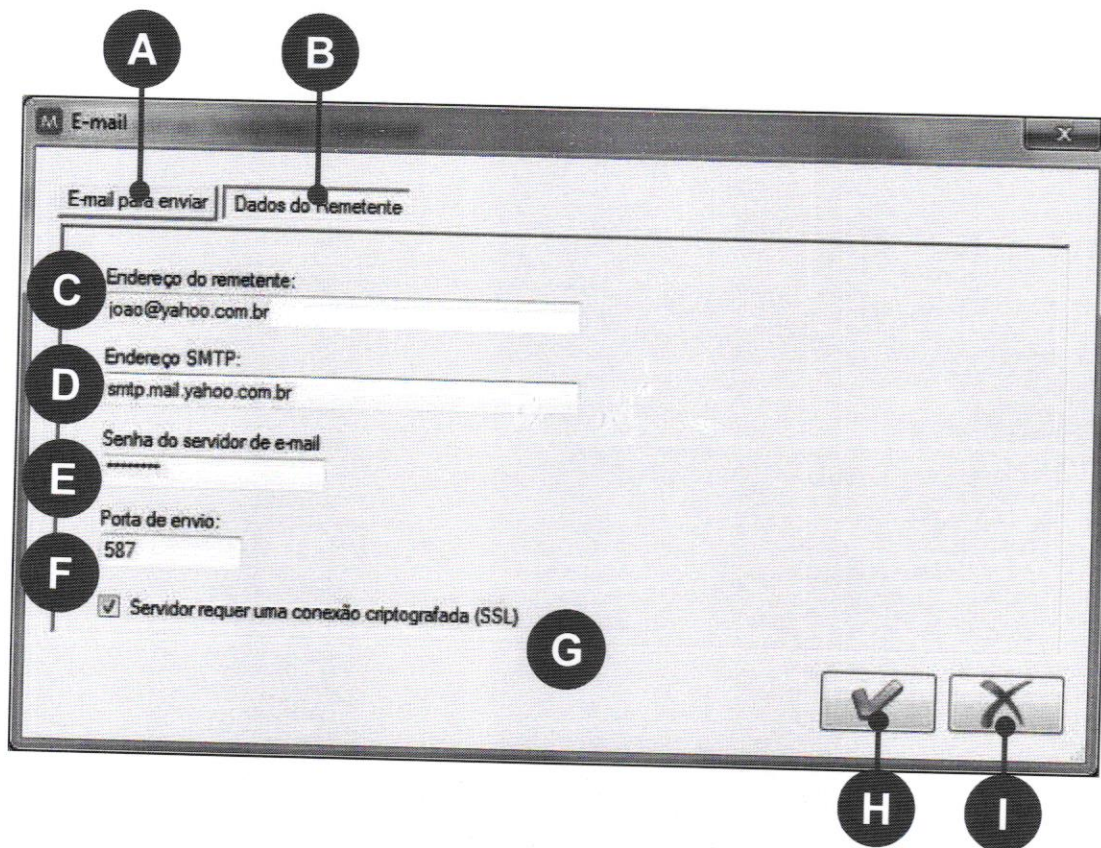 A
B
E-mail
E-mail para enviar
Dados do Remetente
C
Endereço do remetente:
joao@yahoo.com.br
D
Endereço SMTP:
smtp.mail.yahoo.com.br
E
Senha do servidor de e-mail
********
F
Porta de envio:
587
Servidor requer uma conexão criptografada (SSL)
G
H
I